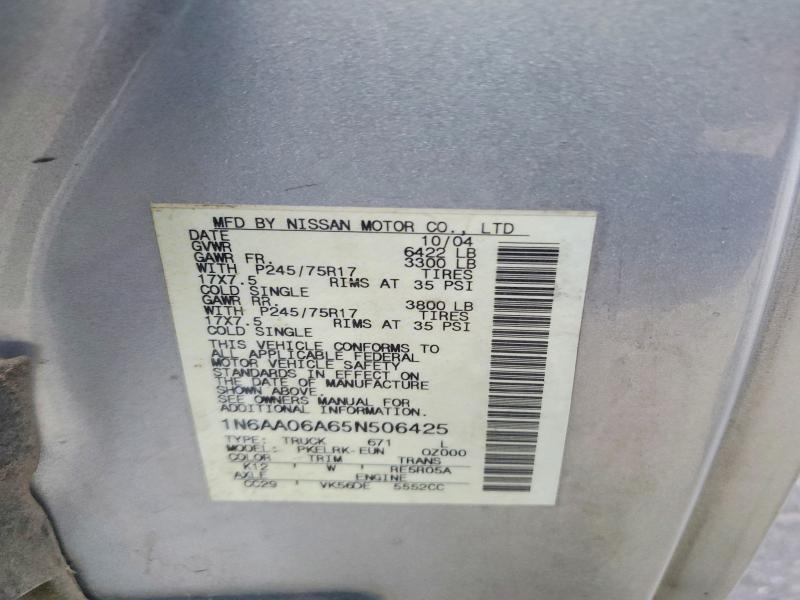 MFD BY NISSAN MOTOR CO., LTD
DATE 10/04
GVWR 6422 LB
GAWR FR. 3300 LB
WITH P245/75R17 TIRES
17X7.5 RIMS AT 35 PSI
COLD SINGLE
GAWR RR. 3800 LB
WITH P245/75R17 TIRES
17X7.5 RIMS AT 35 PSI
COLD SINGLE
THIS VEHICLE CONFORMS TO
ALL APPLICABLE FEDERAL
MOTOR VEHICLE SAFETY
STANDARDS IN EFFECT ON
THE DATE OF MANUFACTURE
SHOWN ABOVE.
SEE OWNERS MANUAL FOR
ADDITIONAL INFORMATION.
1N6AA06A65N506425
TYPE: TRUCK 671 L
MODEL: PKELRK-EUN QZ000
COLOR TRIM TRANS
K12 W RE5R05A
AXLE ENGINE
CC29 VK56DE 5552CC